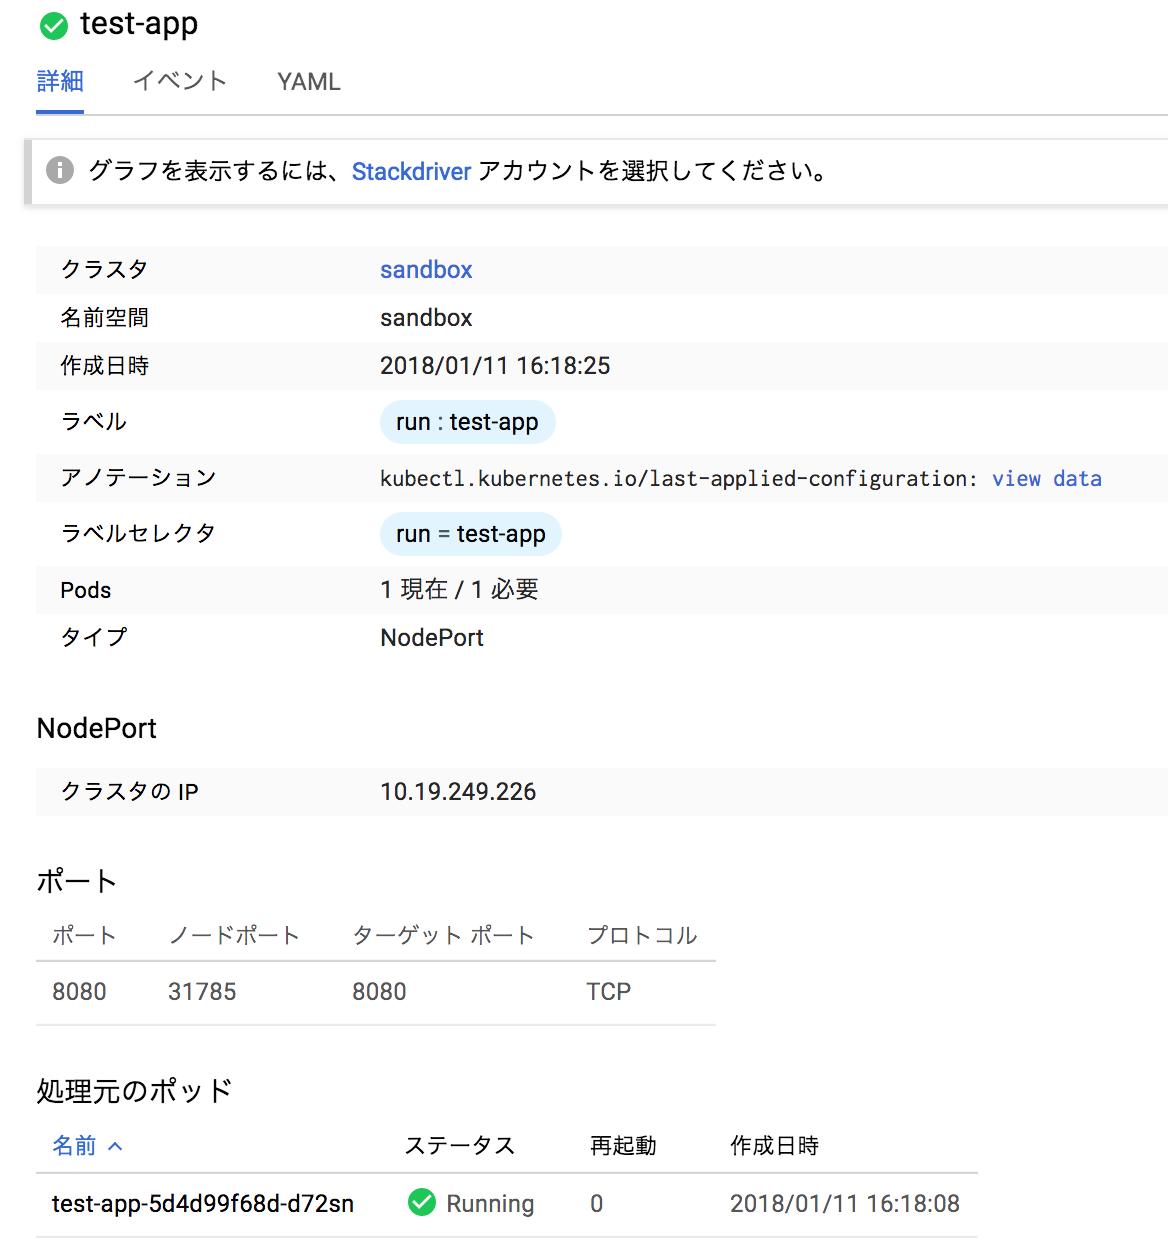 test-app
詳細 イベント YAML
グラフを表示するには、Stackdriver アカウントを選択してください。
クラスタ sandbox
名前空間 sandbox
作成日時 2018/01/11 16:18:25
ラベル run : test-app
アノテーション kubectl.kubernetes.io/last-applied-configuration: view data
ラベルセレクタ run = test-app
Pods 1 現在 / 1 必要
タイプ NodePort
NodePort
クラスタの IP 10.19.249.226
ポート
ポート ノードポート ターゲット ポート プロトコル
8080 31785 8080 TCP
処理元のポッド
名前 ステータス 再起動 作成日時
test-app-5d4d99f68d-d72sn Running 0 2018/01/11 16:18:08